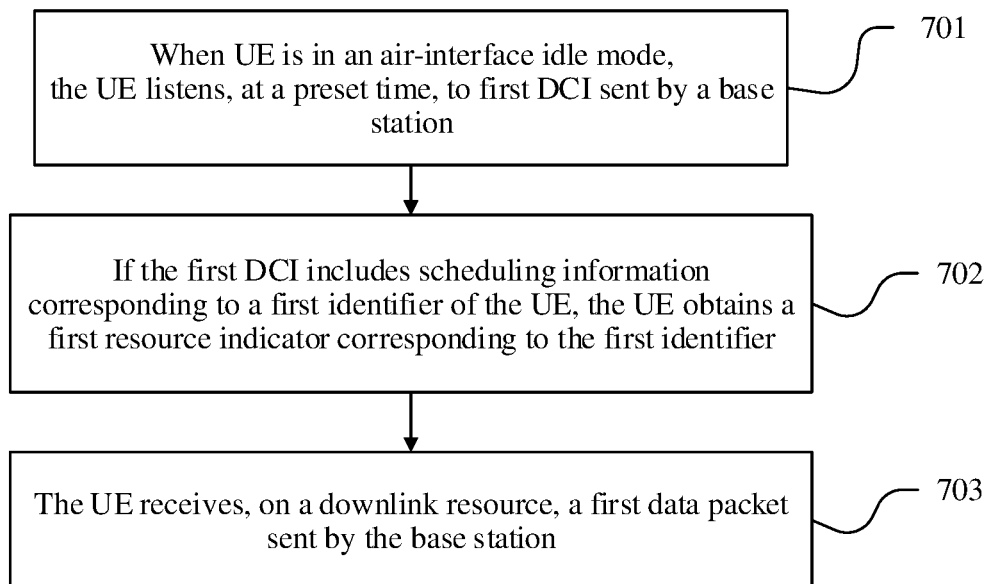 When UE is in an air-interface idle mode,
the UE listens, at a preset time, to first DCI sent by a base
station
701
If the first DCI includes scheduling information
corresponding to a first identifier of the UE, the UE obtains a
first resource indicator corresponding to the first identifier
702
The UE receives, on a downlink resource, a first data packet
sent by the base station
703